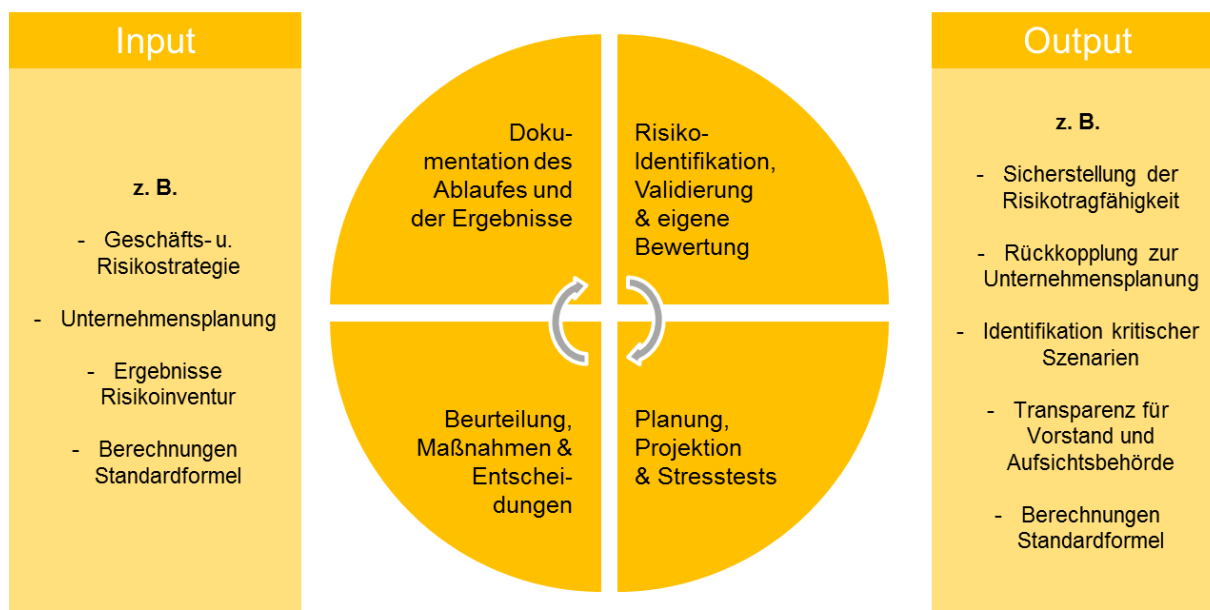 Input
z. B.
- Geschäfts- u.
Risikostrategie
- Unternehmensplanung
- Ergebnisse
Risikoinventur
- Berechnungen
Standardformel
Doku-
mentation des
Ablaufes und
der Ergebnisse
Risiko-
Identifikation,
Validierung
& eigene
Bewertung
Beurteilung,
Maßnahmen &
Entschei-
dungen
Planung,
Projektion
& Stresstests
Output
z. B.
- Sicherstellung der
Risikotragfähigkeit
- Rückkopplung zur
Unternehmensplanung
- Identifikation kritischer
Szenarien
- Transparenz für
Vorstand und
Aufsichtsbehörde
- Berechnungen
Standardformel